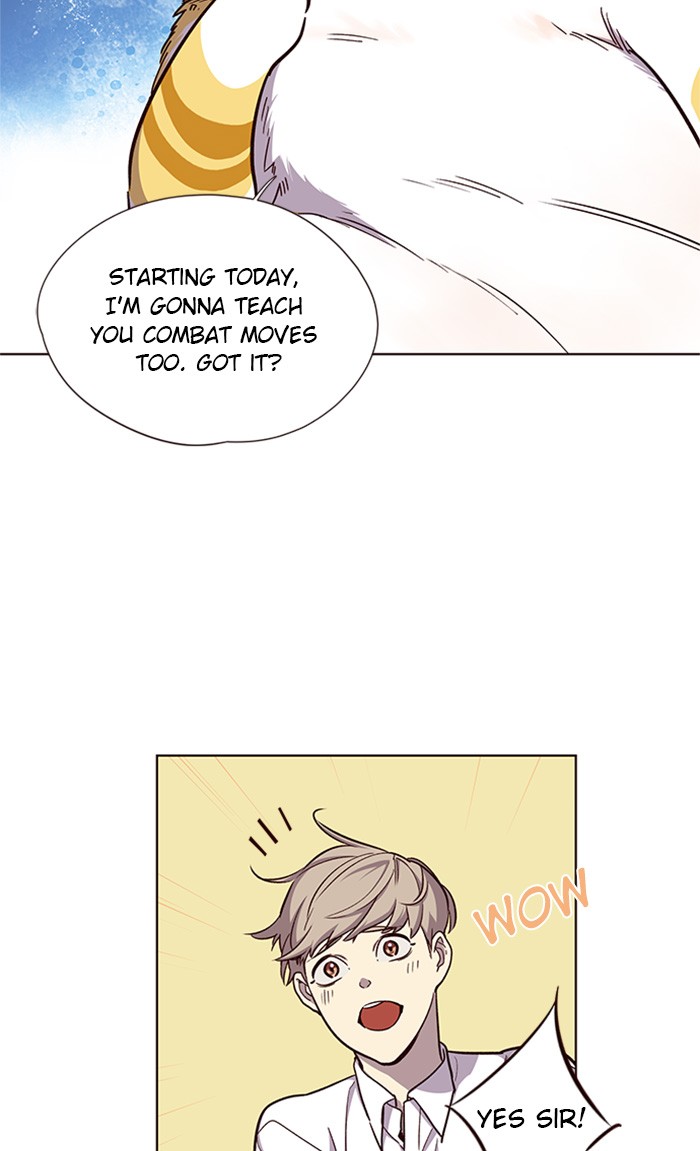 STARTING TODAY,
I'M GONNA TEACH
YOU COMBAT MOVES
TOO. GOT IT?
WOW
YES SIR!